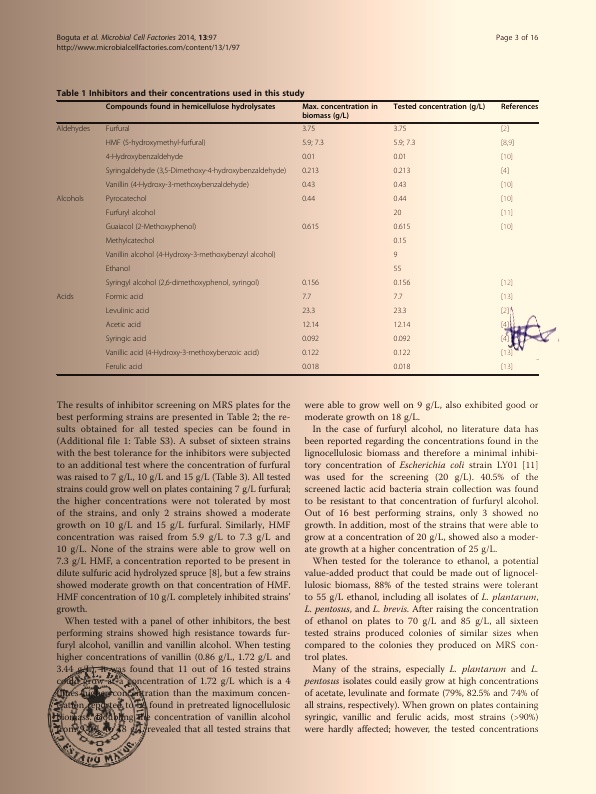 Boguta et al. Microbial Cell Factories 2014, 13:97
http://www.microbialcellfactories.com/content/13/1/97
Page 3 of 16
Table 1 Inhibitors and their concentrations used in this study
Compounds found in hemicellulose hydrolysates Max. concentration in biomass (g/L) Tested concentration (g/L) References
Aldehydes Furfural 3.75 3.75 [2]
HMF (5-hydroxymethyl-furfural) 5.9; 7.3 5.9; 7.3 [8,9]
4-Hydroxybenzaldehyde 0.01 0.01 [10]
Syringaldehyde (3,5-Dimethoxy-4-hydroxybenzaldehyde) 0.213 0.213 [4]
Vanillin (4-Hydroxy-3-methoxybenzaldehyde) 0.43 0.43 [10]
Alcohols Pyrocatechol 0.44 0.44 [10]
Furfuryl alcohol 20 [11]
Guaiacol (2-Methoxyphenol) 0.615 0.615 [10]
Methylcatechol 0.15
Vanillin alcohol (4-Hydroxy-3-methoxybenzyl alcohol) 9
Ethanol 55
Syringyl alcohol (2,6-dimethoxyphenol, syringol) 0.156 0.156 [12]
Acids Formic acid 7.7 7.7 [13]
Levulinic acid 23.3 23.3 [2]
Acetic acid 12.14 12.14 [4]
Syringic acid 0.092 0.092 [4]
Vanillic acid (4-Hydroxy-3-methoxybenzoic acid) 0.122 0.122 [13]
Ferulic acid 0.018 0.018 [13]
The results of inhibitor screening on MRS plates for the
best performing strains are presented in Table 2; the re-
sults obtained for all tested species can be found in
(Additional file 1: Table S3). A subset of sixteen strains
with the best tolerance for the inhibitors were subjected
to an additional test where the concentration of furfural
was raised to 7 g/L, 10 g/L and 15 g/L (Table 3). All tested
strains could grow well on plates containing 7 g/L furfural;
the higher concentrations were not tolerated by most
of the strains, and only 2 strains showed a moderate
growth on 10 g/L and 15 g/L furfural. Similarly, HMF
concentration was raised from 5.9 g/L to 7.3 g/L and
10 g/L. None of the strains were able to grow well on
7.3 g/L HMF, a concentration reported to be present in
dilute sulfuric acid hydrolyzed spruce [8], but a few strains
showed moderate growth on that concentration of HMF.
HMF concentration of 10 g/L completely inhibited strains'
growth.
When tested with a panel of other inhibitors, the best
performing strains showed high resistance towards fur-
furyl alcohol, vanillin and vanillin alcohol. When testing
higher concentrations of vanillin (0.86 g/L, 1.72 g/L and
3.44 g/L), it was found that 11 out of 16 tested strains
could grow at a concentration of 1.72 g/L which is a 4
times higher concentration than the maximum concen-
tration reported to be found in pretreated lignocellulosic
biomass. Doubling the concentration of vanillin alcohol
18 g/L revealed that all tested strains that
were able to grow well on 9 g/L, also exhibited good or
moderate growth on 18 g/L.
In the case of furfuryl alcohol, no literature data has
been reported regarding the concentrations found in the
lignocellulosic biomass and therefore a minimal inhibi-
tory concentration of Escherichia coli strain LY01 [11]
was used for the screening (20 g/L). 40.5% of the
screened lactic acid bacteria strain collection was found
to be resistant to that concentration of furfuryl alcohol.
Out of 16 best performing strains, only 3 showed no
growth. In addition, most of the strains that were able to
grow at a concentration of 20 g/L, showed also a moder-
ate growth at a higher concentration of 25 g/L.
When tested for the tolerance to ethanol, a potential
value-added product that could be made out of lignocel-
lulosic biomass, 88% of the tested strains were tolerant
to 55 g/L ethanol, including all isolates of L. plantarum,
L. pentosus, and L. brevis. After raising the concentration
of ethanol on plates to 70 g/L and 85 g/L, all sixteen
tested strains produced colonies of similar sizes when
compared to the colonies they produced on MRS con-
trol plates.
Many of the strains, especially L. plantarum and L.
pentosus isolates could easily grow at high concentrations
of acetate, levulinate and formate (79%, 82.5% and 74% of
all strains, respectively). When grown on plates containing
syringic, vanillic and ferulic acids, most strains (>90%)
were hardly affected; however, the tested concentrations
ESTADO MAYOR